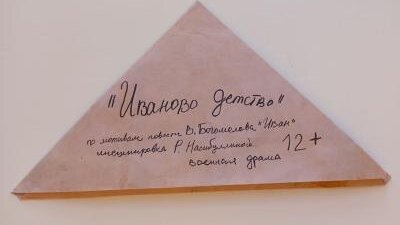 "Иваново детство"
по мотивам повести В. Богомолова "Иван"
инсценировка Р. Насибуллиной
военная драма
12+